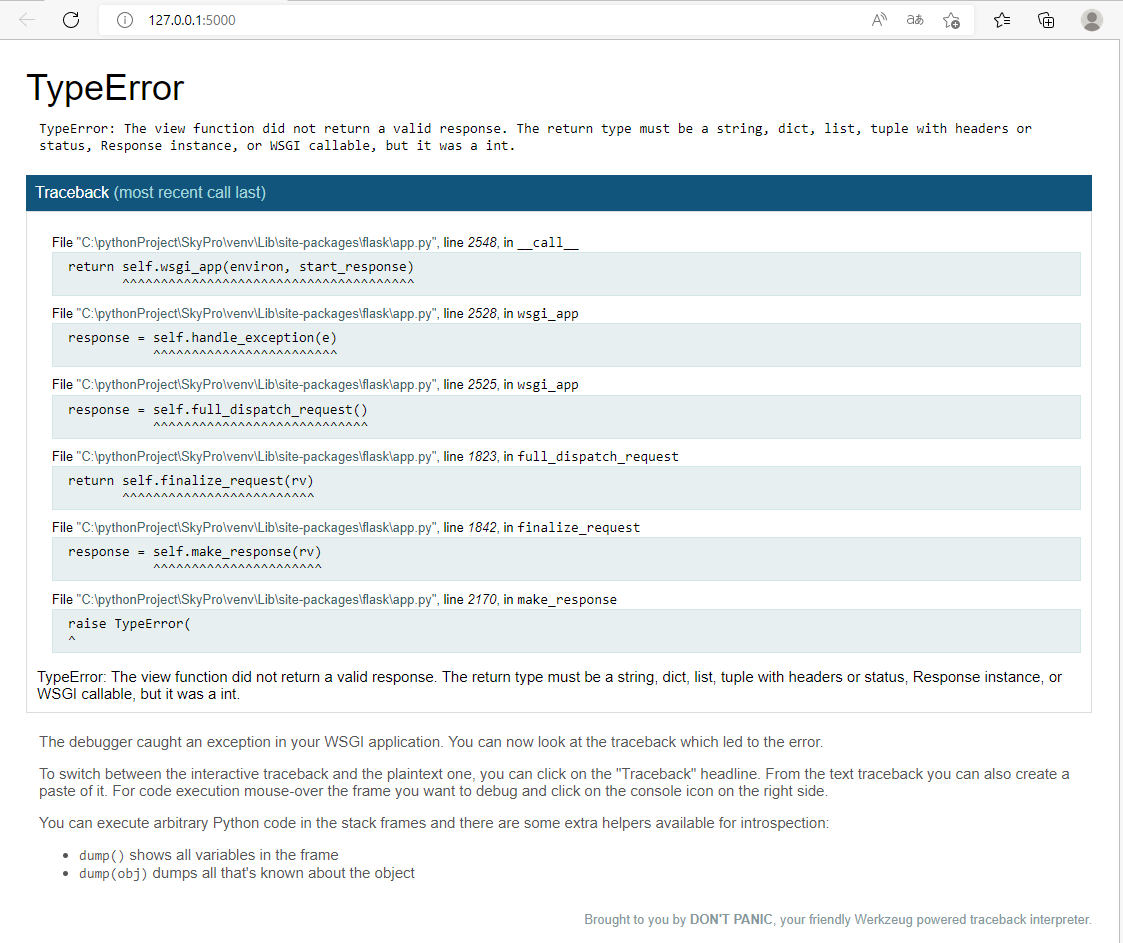 127.0.0.1:5000
TypeError
TypeError: The view function did not return a valid response. The return type must be a string, dict, list, tuple with headers or
status, Response instance, or WSGI callable, but it was a int.
Traceback (most recent call last)
File "C:\pythonProject\SkyPro\venv\Lib\site-packages\flask\app.py", line 2548, in __call__
return self.wsgi_app(environ, start_response)
^^^^^^^^^^^^^^^^^^^^^^^^^^^^^^^^^^^^^^
File "C:\pythonProject\SkyPro\venv\Lib\site-packages\flask\app.py", line 2528, in wsgi_app
response = self.handle_exception(e)
^^^^^^^^^^^^^^^^^^^^^^^^
File "C:\pythonProject\SkyPro\venv\Lib\site-packages\flask\app.py", line 2525, in wsgi_app
response = self.full_dispatch_request()
^^^^^^^^^^^^^^^^^^^^^^^^^^^^
File "C:\pythonProject\SkyPro\venv\Lib\site-packages\flask\app.py", line 1823, in full_dispatch_request
return self.finalize_request(rv)
^^^^^^^^^^^^^^^^^^^^^^^^^
File "C:\pythonProject\SkyPro\venv\Lib\site-packages\flask\app.py", line 1842, in finalize_request
response = self.make_response(rv)
^^^^^^^^^^^^^^^^^^^^^^
File "C:\pythonProject\SkyPro\venv\Lib\site-packages\flask\app.py", line 2170, in make_response
raise TypeError(
^
TypeError: The view function did not return a valid response. The return type must be a string, dict, list, tuple with headers or status, Response instance, or
WSGI callable, but it was a int.
The debugger caught an exception in your WSGI application. You can now look at the traceback which led to the error.
To switch between the interactive traceback and the plaintext one, you can click on the "Traceback" headline. From the text traceback you can also create a
paste of it. For code execution mouse-over the frame you want to debug and click on the console icon on the right side.
You can execute arbitrary Python code in the stack frames and there are some extra helpers available for introspection:
• dump() shows all variables in the frame
• dump(obj) dumps all that's known about the object
Brought to you by DON'T PANIC, your friendly Werkzeug powered traceback interpreter.